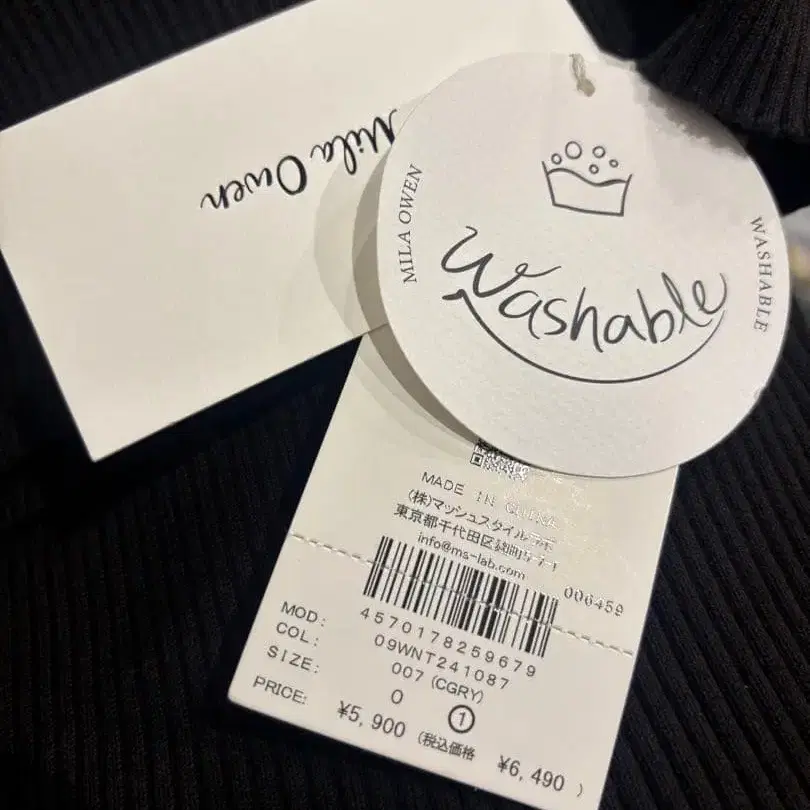 Mila Owen
MILA OWEN
Washable
WASHABLE
MADE IN CHINA
(株)マッシュスタイルラボ
東京都千代田区麹町
info@ms-lab.com
006459
4570178259679
MOD: 09WNT241087
COL: 007 (CGRY)
SIZE: 0 ①
PRICE: ¥5,900 (税込価格 ¥6,490 )